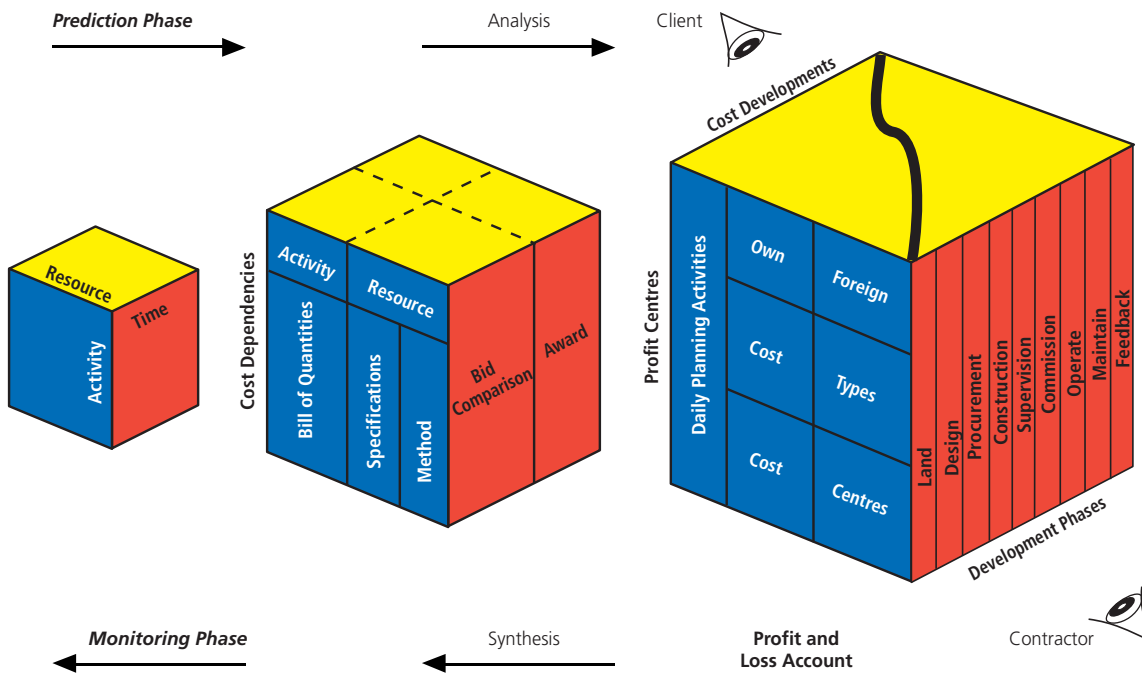 Prediction Phase
Analysis
Client
Resource
Time
Activity
Cost Dependencies
Activity
Resource
Bill of Quantities
Specifications
Method
Bid
Comparison
Award
Cost Developments
Profit Centres
Daily Planning Activities
Own
Foreign
Cost
Types
Cost
Centres
Land
Design
Procurement
Construction
Supervision
Commission
Operate
Maintain
Feedback
Development Phases
Monitoring Phase
Synthesis
Profit and
Loss Account
Contractor